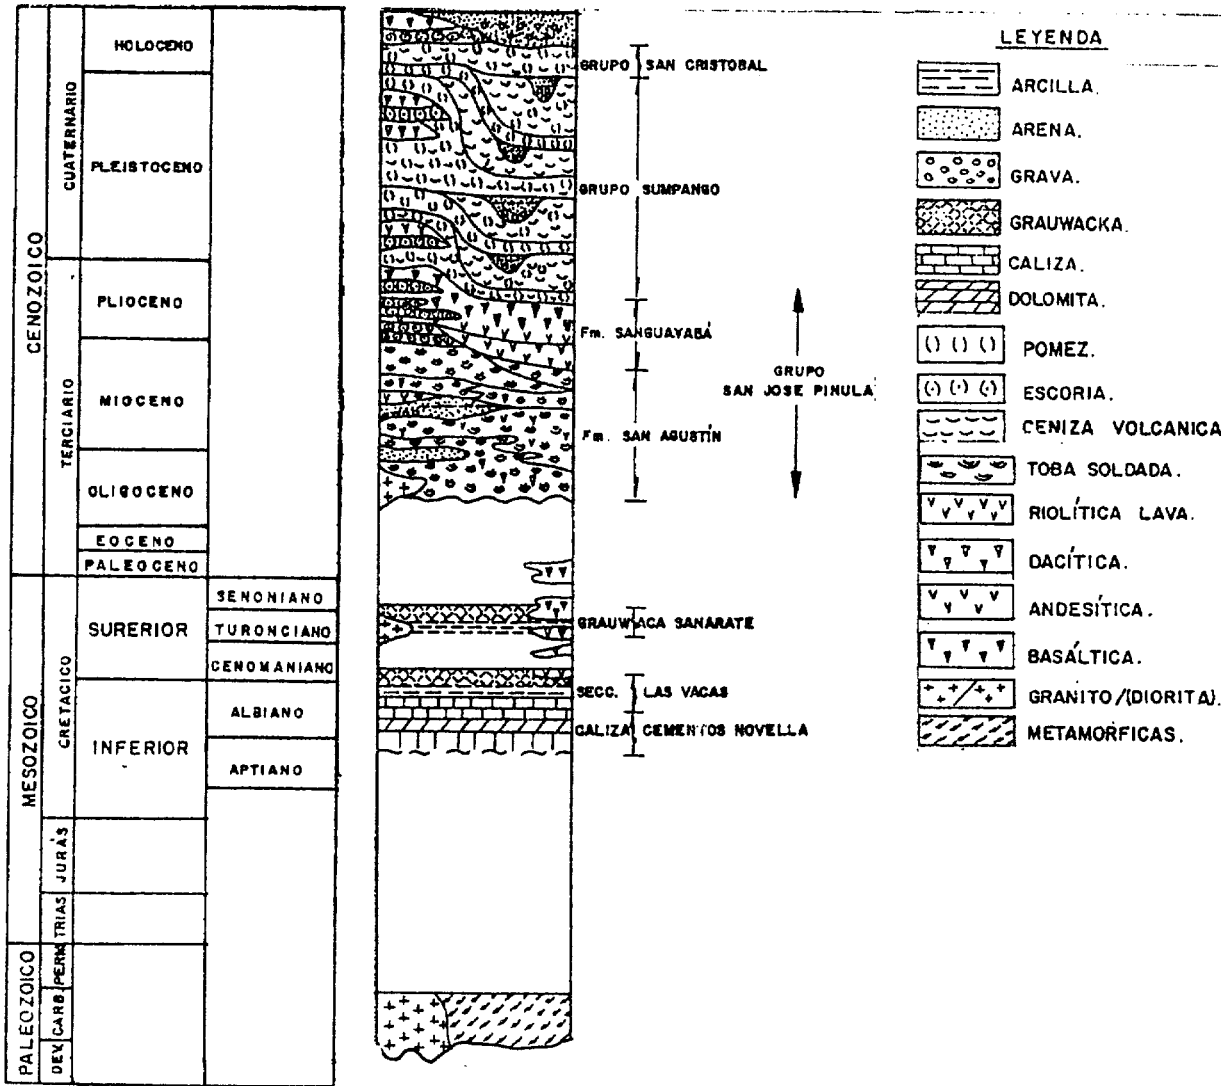 CENOZOICO
CUATERNARIO
HOLOCENO
PLEISTOCENO
TERCIARIO
PLIOCENO
MIOCENO
OLIGOCENO
EOCENO
PALEOCENO
MESOZOICO
CRETACICO
SURERIOR
SENONIANO
TURONCIANO
CENOMANIANO
INFERIOR
ALBIANO
APTIANO
JURÁS
TRIAS
PALEOZOICO
PERM
CARB.
DEV.
GRUPO SAN CRISTOBAL
GRUPO SUMPANGO
Fm. SANGUAYABÁ
GRUPO
SAN JOSE PINULA
Fm. SAN AGUSTÍN
GRAUWACA SANARATE
SECC. LAS VACAS
CALIZA CEMENTOS NOVELLA
LEYENDA
ARCILLA.
ARENA.
GRAVA.
GRAUWACKA.
CALIZA.
DOLOMITA.
POMEZ.
ESCORIA.
CENIZA VOLCANICA
TOBA SOLDADA.
RIOLÍTICA LAVA.
DACÍTICA.
ANDESÍTICA.
BASÁLTICA.
GRANITO/(DIORITA).
METAMORFICAS.